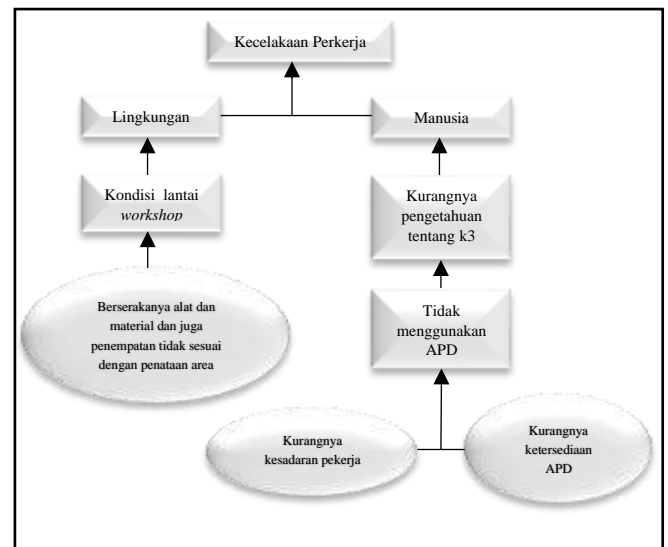 Kecelakaan Perkerja
Lingkungan
Manusia
Kondisi lantai
workshop
Kurangnya
pengetahuan
tentang k3
Berserakanya alat dan
material dan juga
penempatan tidak sesuai
dengan penataan area
Tidak
menggunakan
APD
Kurangnya
kesadaran pekerja
Kurangnya
ketersediaan
APD